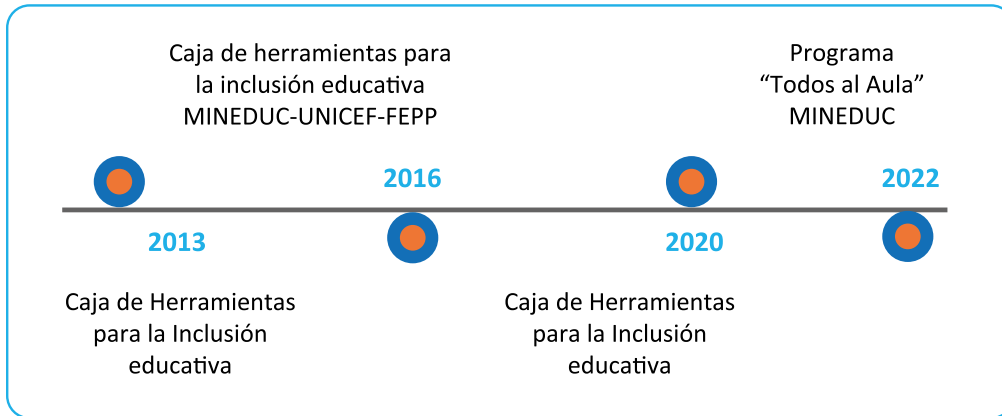 Caja de herramientas para
la inclusión educativa
MINEDUC-UNICEF-FEPP
Programa
“Todos al Aula”
MINEDUC
2016
2022
2013
2020
Caja de Herramientas
para la Inclusión
educativa
Caja de Herramientas
para la Inclusión
educativa